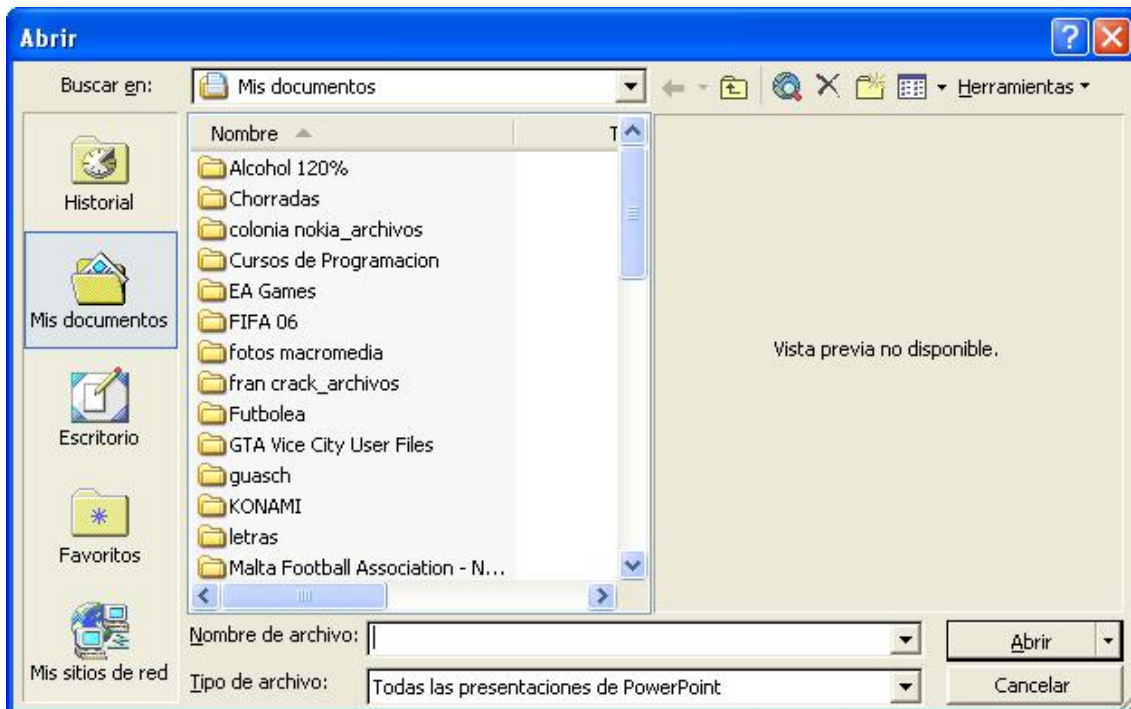 Abrir
Buscar en:
Mis documentos
Herramientas
Historial
Mis documentos
Escritorio
Favoritos
Mis sitios de red
Nombre
T
Alcohol 120%
Chorradas
colonia nokia_archivos
Cursos de Programacion
EA Games
FIFA 06
fotos macromedia
fran crack_archivos
Futbolea
GTA Vice City User Files
guasch
KONAMI
letras
Malta Football Association - N...
Vista previa no disponible.
Nombre de archivo:
Abrir
Tipo de archivo:
Todas las presentaciones de PowerPoint
Cancelar